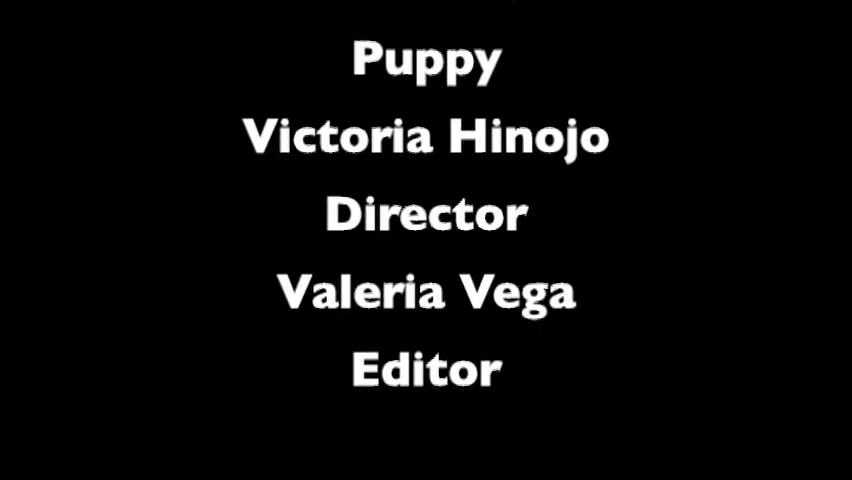 Puppy
Victoria Hinojo
Director
Valeria Vega
Editor